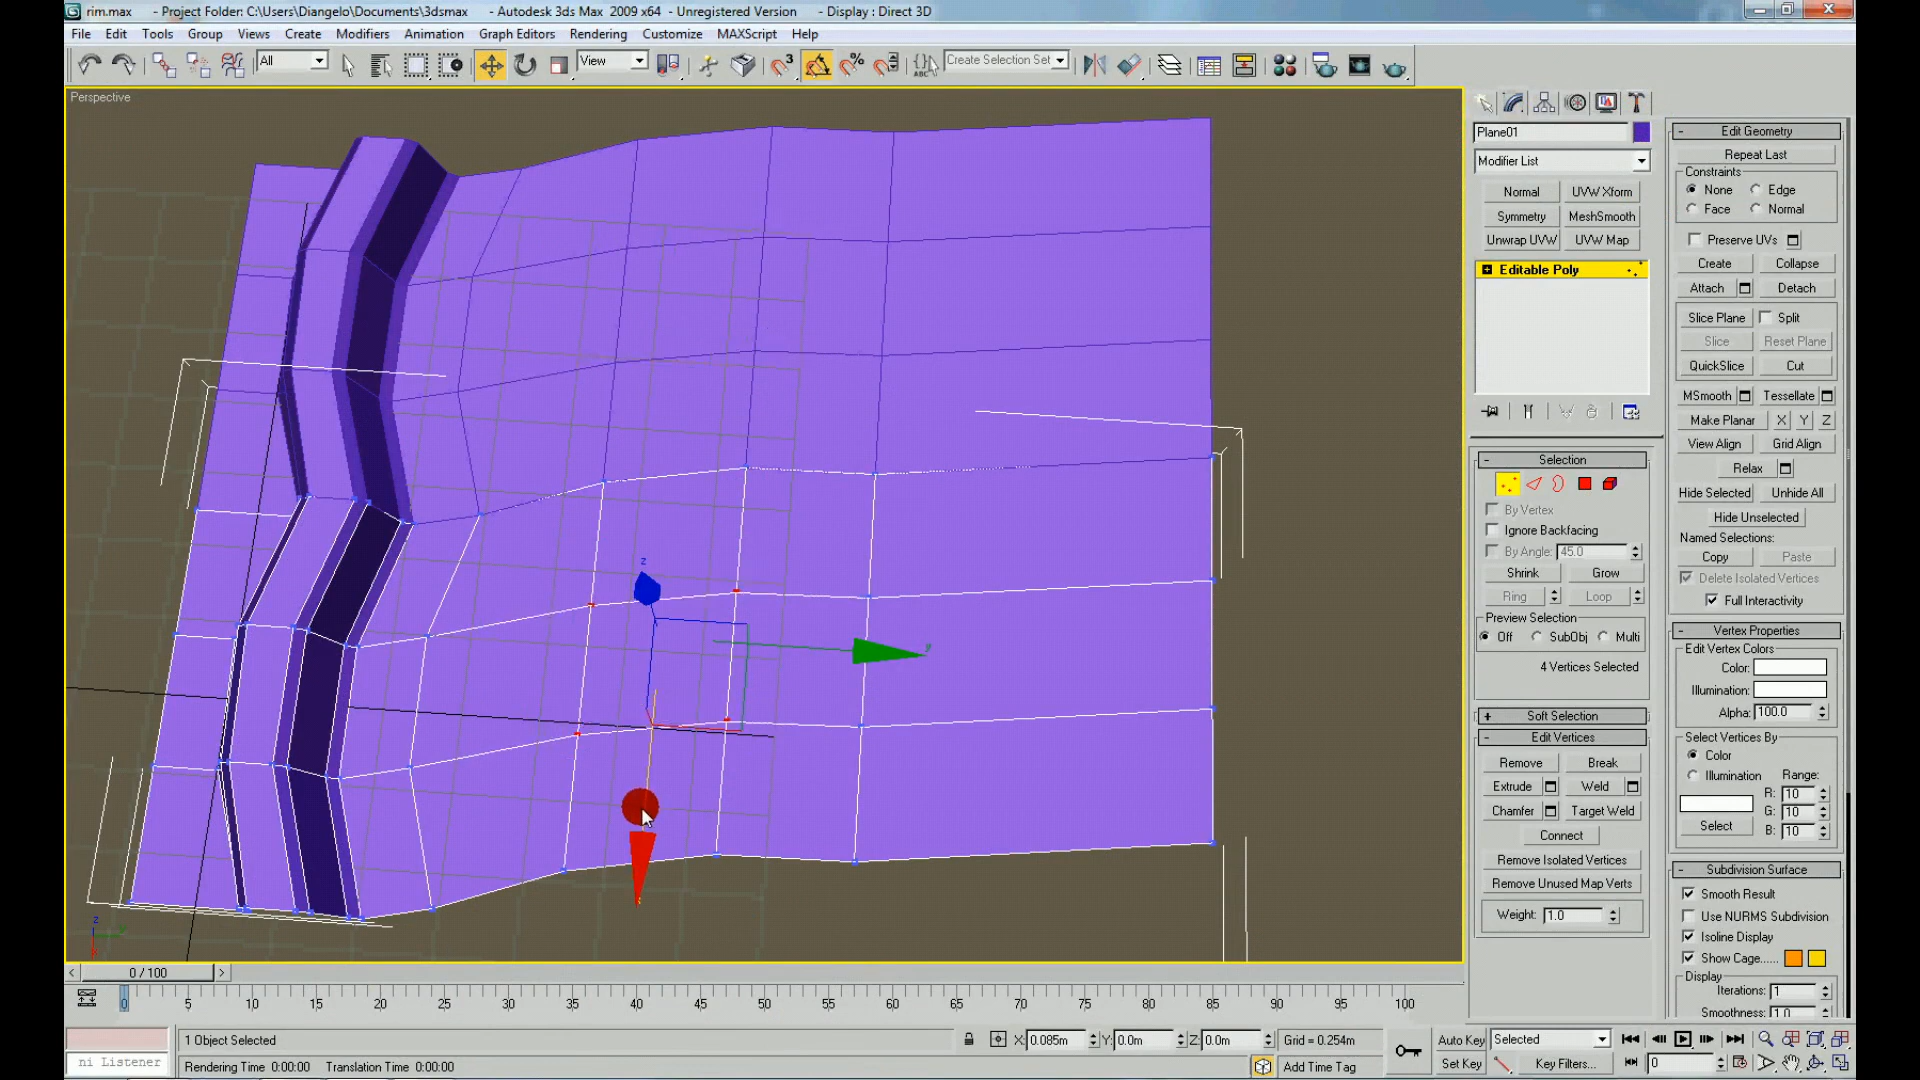 rim.max - Project Folder: C:\Users\Diangelo\Documents\3dsmax - Autodesk 3ds Max 2009 x64 - Unregistered Version - Display : Direct 3D
File Edit Tools Group Views Create Modifiers Animation Graph Editors Rendering Customize MAXScript Help
All View 3 Create Selection Set
Perspective
Plane01
Modifier List
Normal UVW Xform
Symmetry MeshSmooth
Unwrap UVW UVW Map
Editable Poly
Selection
By Vertex
Ignore Backfacing
By Angle: 45.0
Shrink Grow
Ring Loop
Preview Selection
Off SubObj Multi
4 Vertices Selected
Soft Selection
Edit Vertices
Remove Break
Extrude Weld
Chamfer Target Weld
Connect
Remove Isolated Vertices
Remove Unused Map Verts
Weight: 1.0
Edit Geometry
Repeat Last
Constraints
None Edge
Face Normal
Preserve UVs
Create Collapse
Attach Detach
Slice Plane Split
Slice Reset Plane
QuickSlice Cut
MSmooth Tessellate
Make Planar X Y Z
View Align Grid Align
Relax
Hide Selected Unhide All
Hide Unselected
Named Selections:
Copy Paste
Delete Isolated Vertices
Full Interactivity
Vertex Properties
Edit Vertex Colors
Color:
Illumination:
Alpha: 100.0
Select Vertices By
Color
Illumination Range:
R: 10
G: 10
Select B: 10
Subdivision Surface
Smooth Result
Use NURMS Subdivision
Isoline Display
Show Cage......
Display
Iterations: 1
Smoothness: 1.0
z
y
z
x
< 0 / 100 >
0 5 10 15 20 25 30 35 40 45 50 55 60 65 70 75 80 85 90 95 100
1 Object Selected X: 0.085m Y: 0.0m Z: 0.0m Grid = 0.254m Auto Key Selected
ni Listener Rendering Time 0:00:00 Translation Time 0:00:00 Add Time Tag Set Key Key Filters... 0